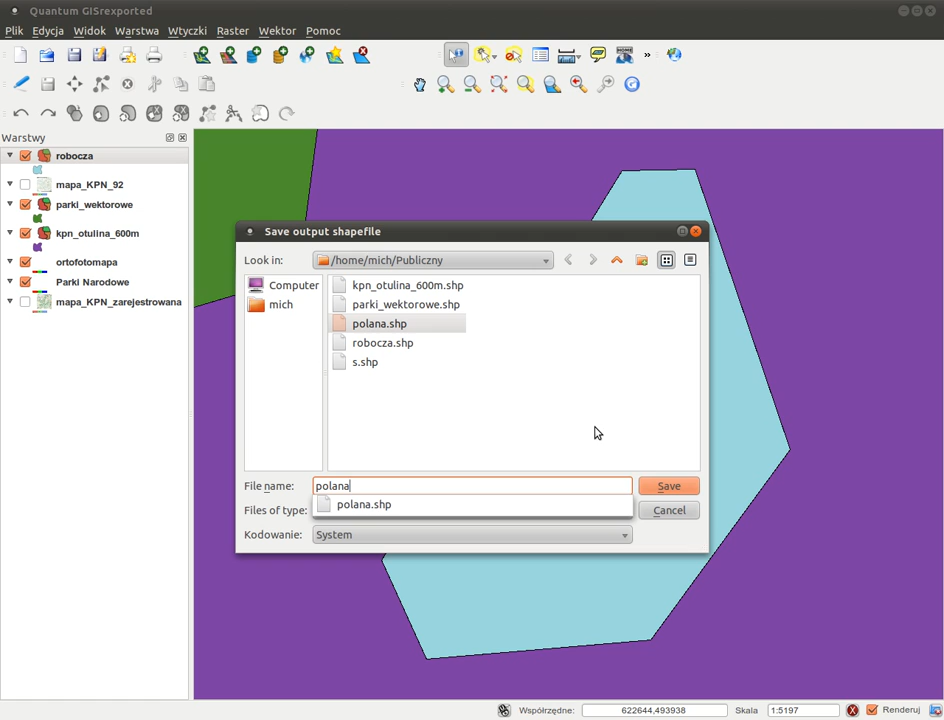 Quantum GISrexported
Plik Edycja Widok Warstwa Wtyczki Raster Wektor Pomoc
Warstwy
robocza
mapa_KPN_92
parki_wektorowe
kpn_otulina_600m
ortofotomapa
Parki Narodowe
mapa_KPN_zarejestrowana
Save output shapefile
Look in: /home/mich/Publiczny
Computer
mich
kpn_otulina_600m.shp
parki_wektorowe.shp
polana.shp
robocza.shp
s.shp
File name: polana Save
polana.shp
Files of type: Cancel
Kodowanie: System
Współrzędne: 622644,493938 Skala 1:5197 Renderuj